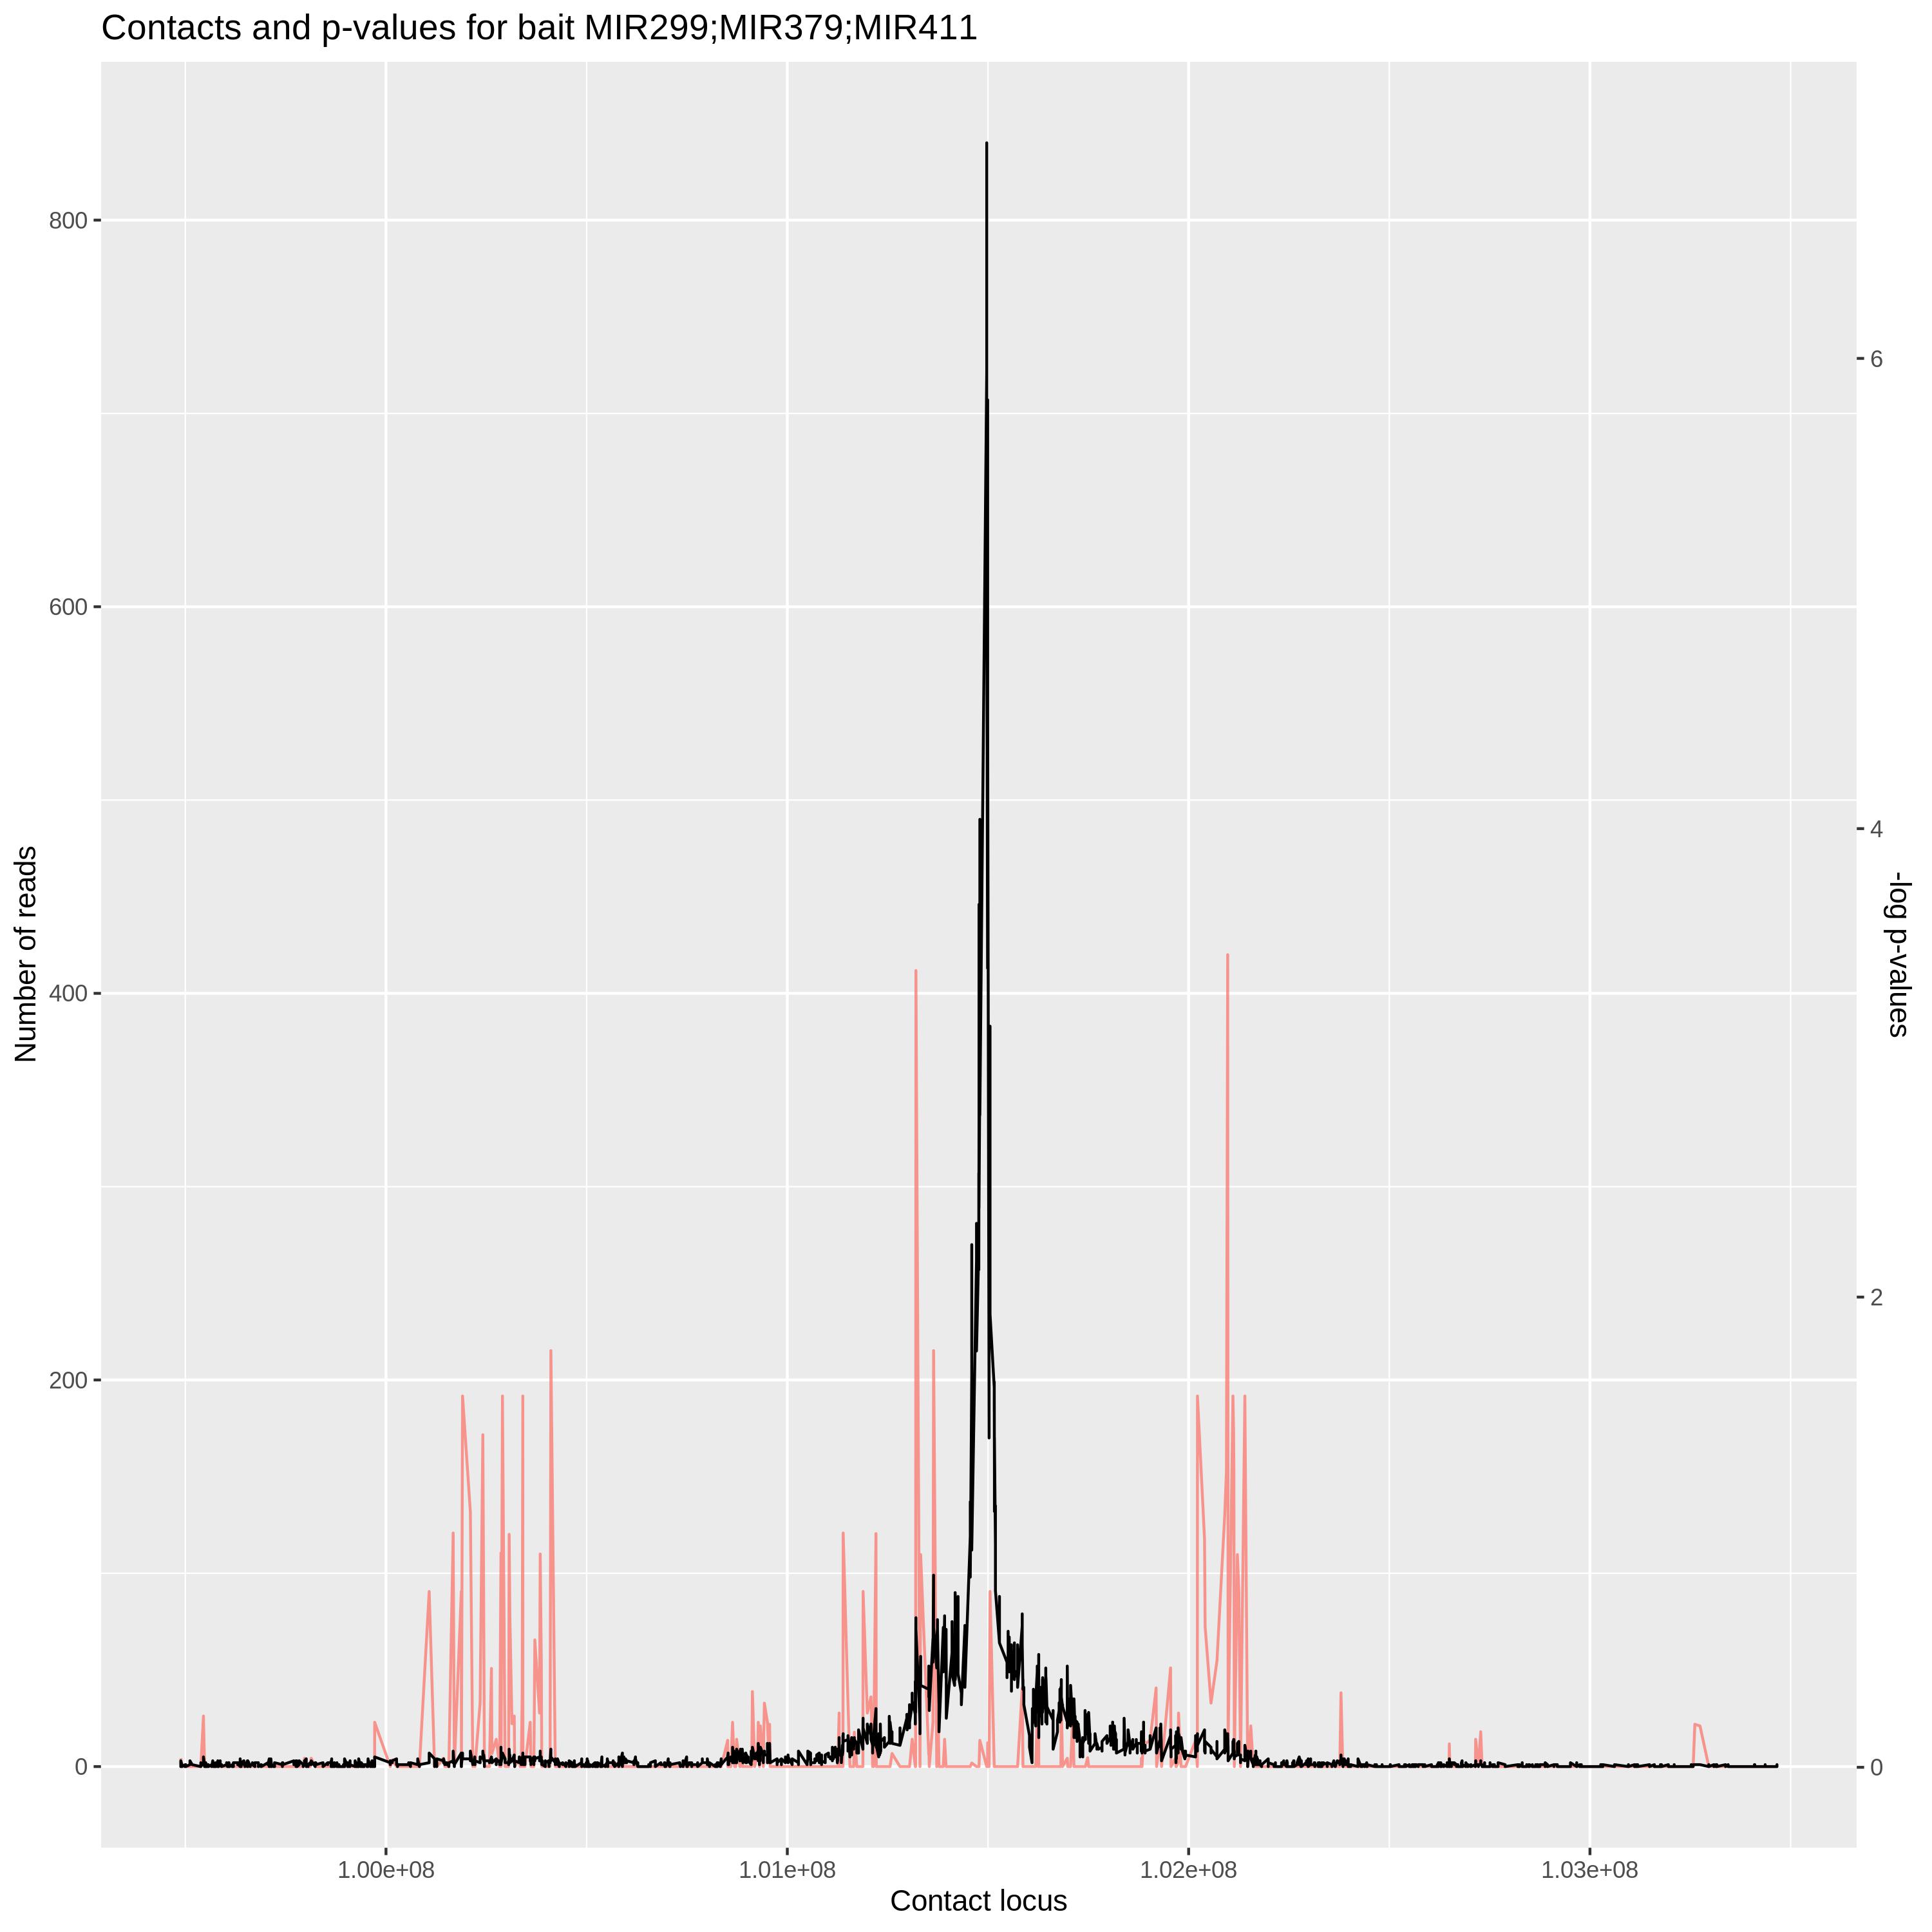 Contacts and p-values for bait MIR299;MIR379;MIR411
800
600
400
200
0
Number of reads
6
4
2
0
-log p-values
1.00e+08
1.01e+08
1.02e+08
1.03e+08
Contact locus